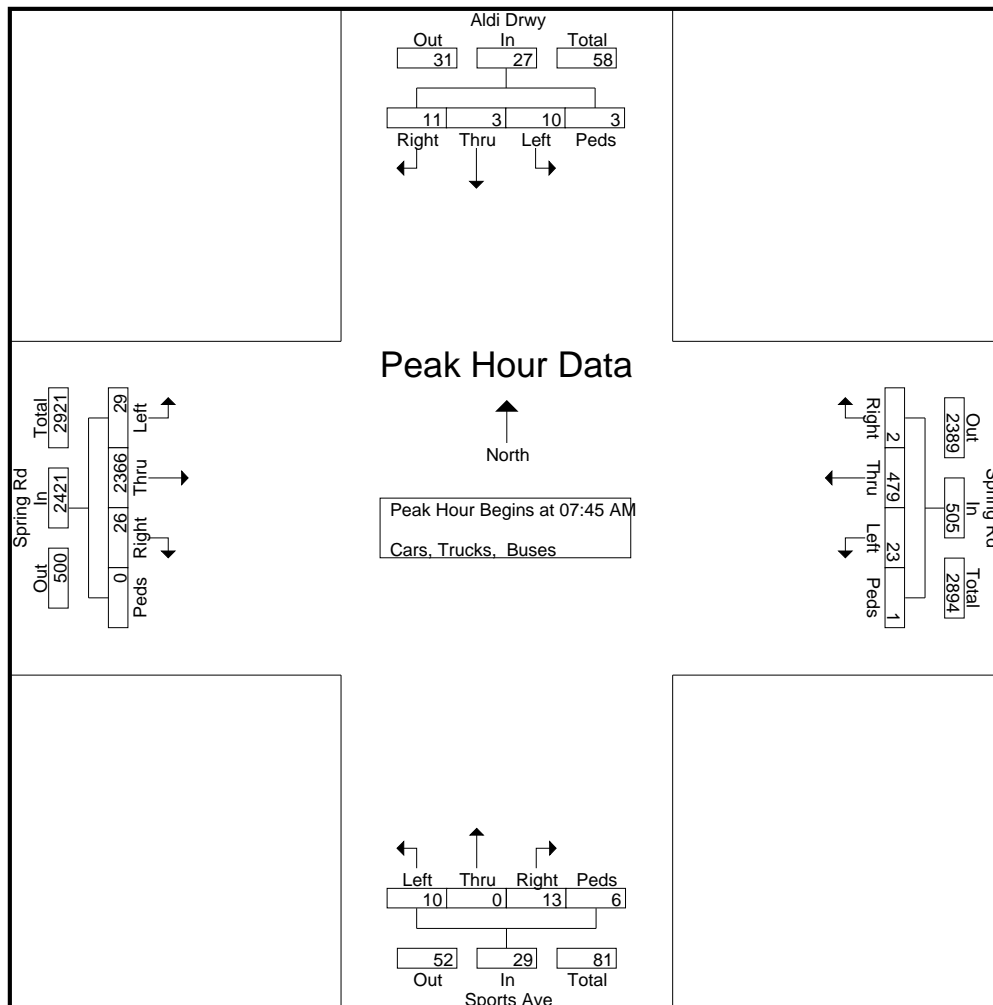 Aldi Drwy
Out In Total
31 27 58
11 3 10 3
Right Thru Left Peds
Peak Hour Data
North
Peak Hour Begins at 07:45 AM
Cars, Trucks, Buses
Spring Rd
Total In Out
2921 2421 500
29 2366 26 0
Left Thru Right Peds
Spring Rd
Out In Total
2389 505 2894
2 479 23 1
Right Thru Left Peds
Left Thru Right Peds
10 0 13 6
52 29 81
Out In Total
Sports Ave